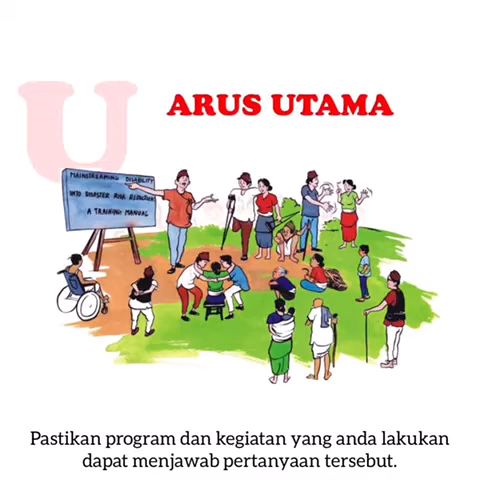 U
ARUS UTAMA
MAINSTREAMING DISABILITY
INTO DISASTER RISK REDUCTION
A TRAINING MANUAL
Pastikan program dan kegiatan yang anda lakukan
dapat menjawab pertanyaan tersebut.